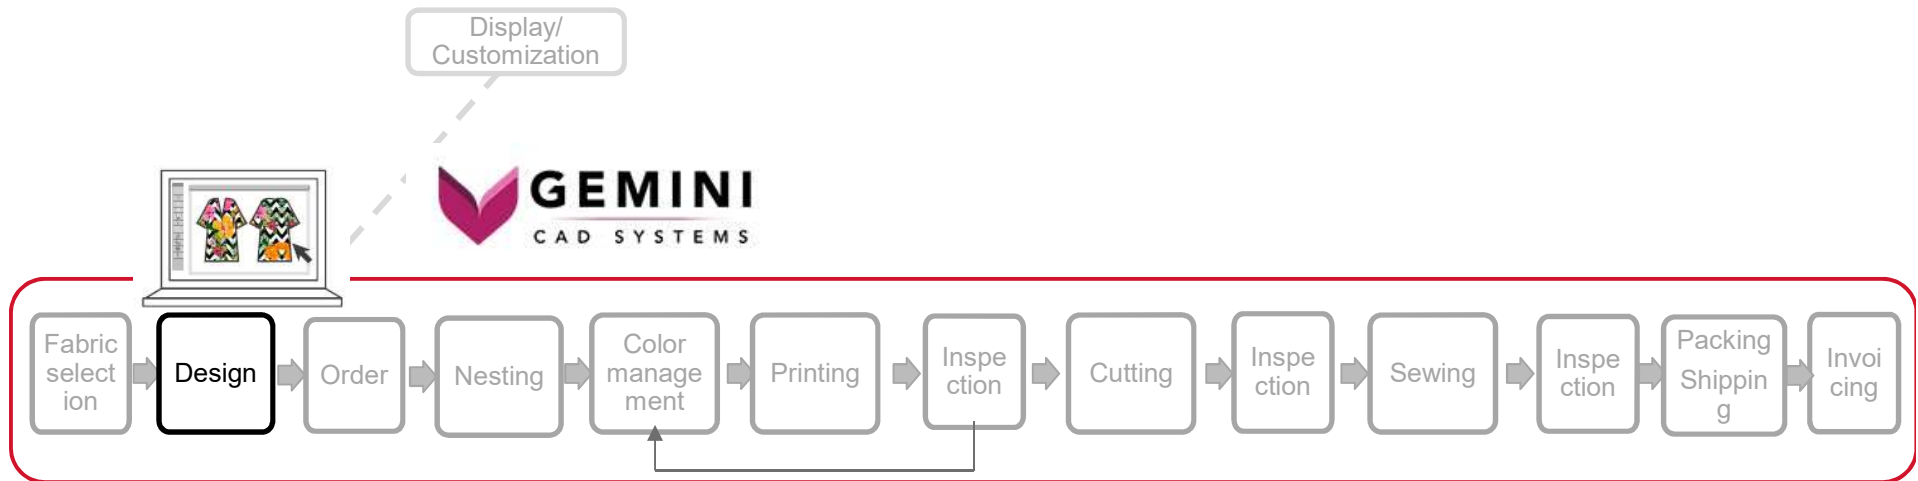 Display/
Customization
GEMINI
CAD SYSTEMS
Fabric
select
ion
Design
Order
Nesting
Color
manage
ment
Printing
Inspe
ction
Cutting
Inspe
ction
Sewing
Inspe
ction
Packing
Shippin
g
Invoi
cing